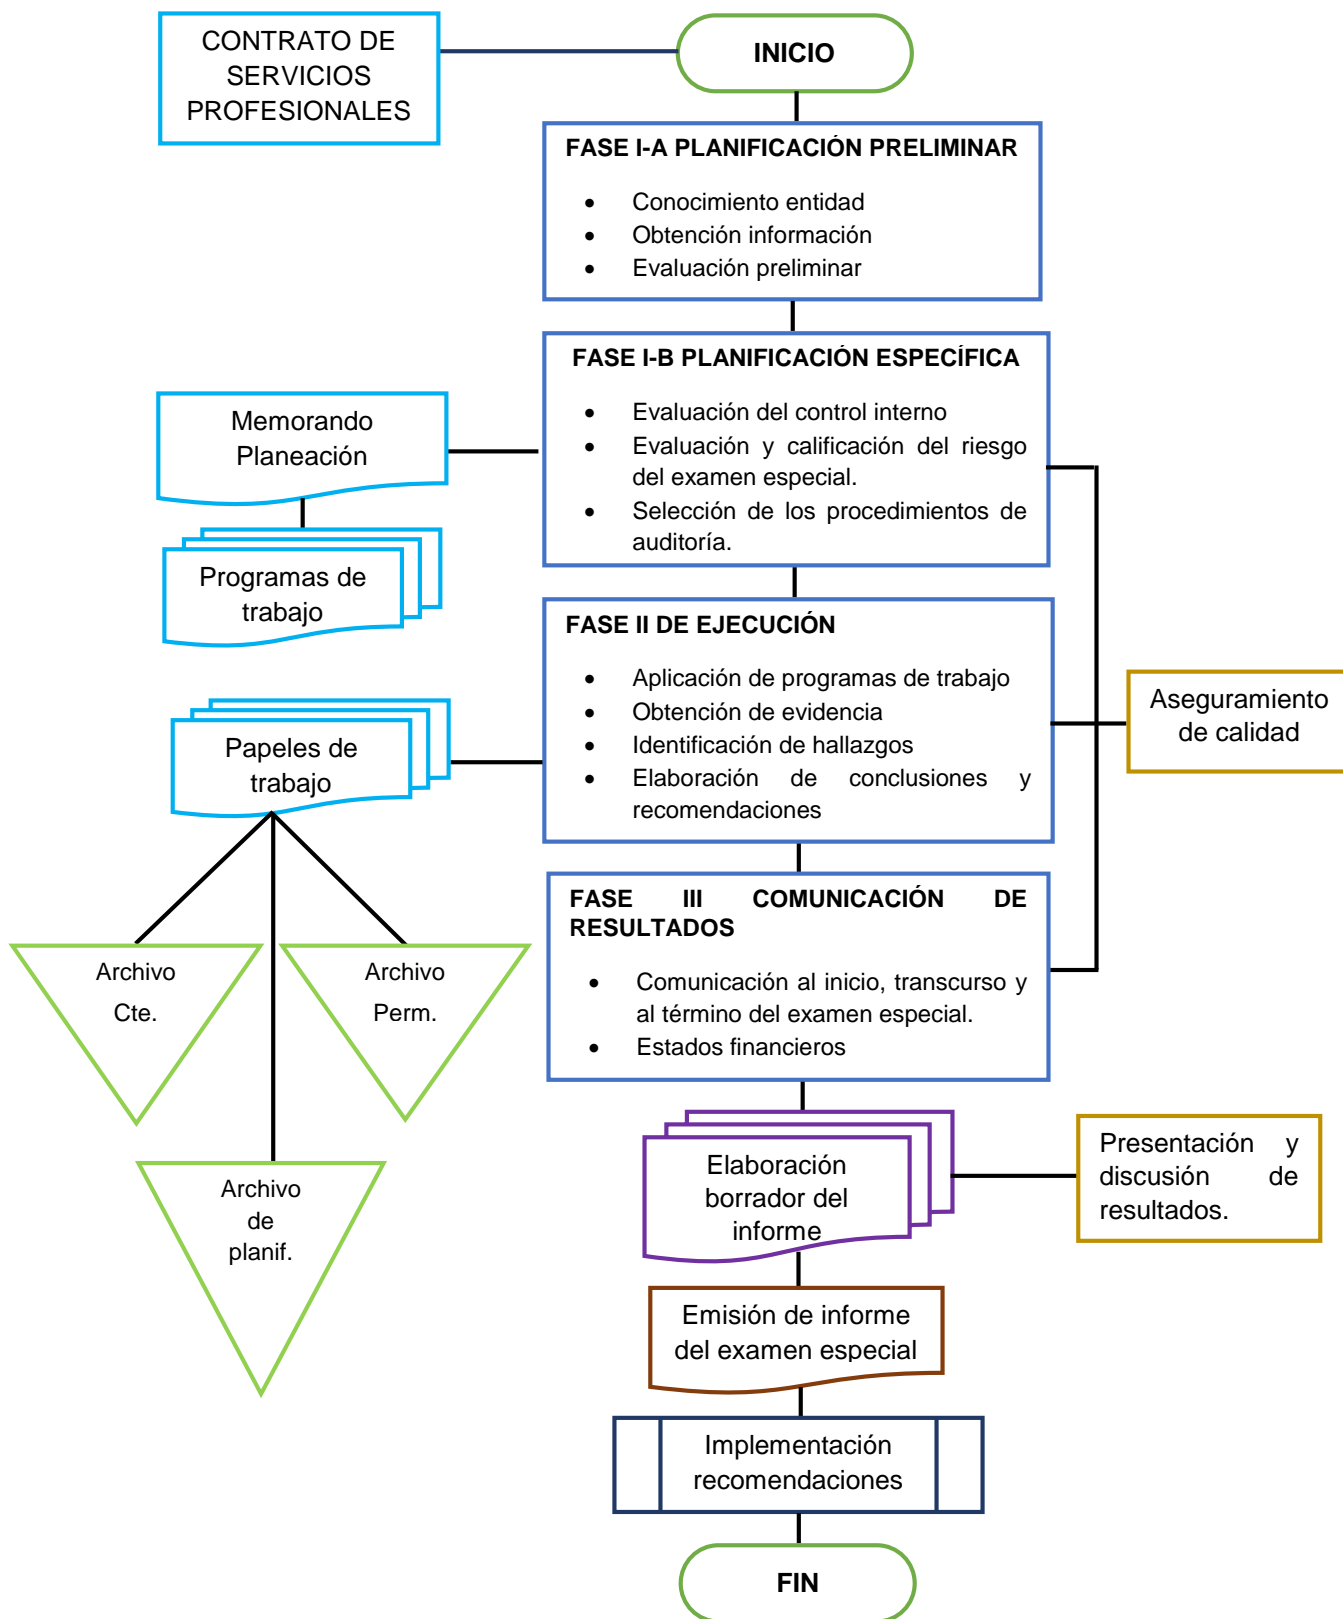 CONTRATO DE
SERVICIOS
PROFESIONALES
INICIO
FASE I-A PLANIFICACIÓN PRELIMINAR
• Conocimiento entidad
• Obtención información
• Evaluación preliminar
FASE I-B PLANIFICACIÓN ESPECÍFICA
• Evaluación del control interno
• Evaluación y calificación del riesgo
del examen especial.
• Selección de los procedimientos de
auditoría.
Memorando
Planeación
Programas de
trabajo
FASE II DE EJECUCIÓN
• Aplicación de programas de trabajo
• Obtención de evidencia
• Identificación de hallazgos
• Elaboración de conclusiones y
recomendaciones
Aseguramiento
de calidad
Papeles de
trabajo
FASE III COMUNICACIÓN DE
RESULTADOS
• Comunicación al inicio, transcurso y
al término del examen especial.
• Estados financieros
Archivo
Cte.
Archivo
Perm.
Archivo
de
planif.
Elaboración
borrador del
informe
Presentación y
discusión de
resultados.
Emisión de informe
del examen especial
Implementación
recomendaciones
FIN